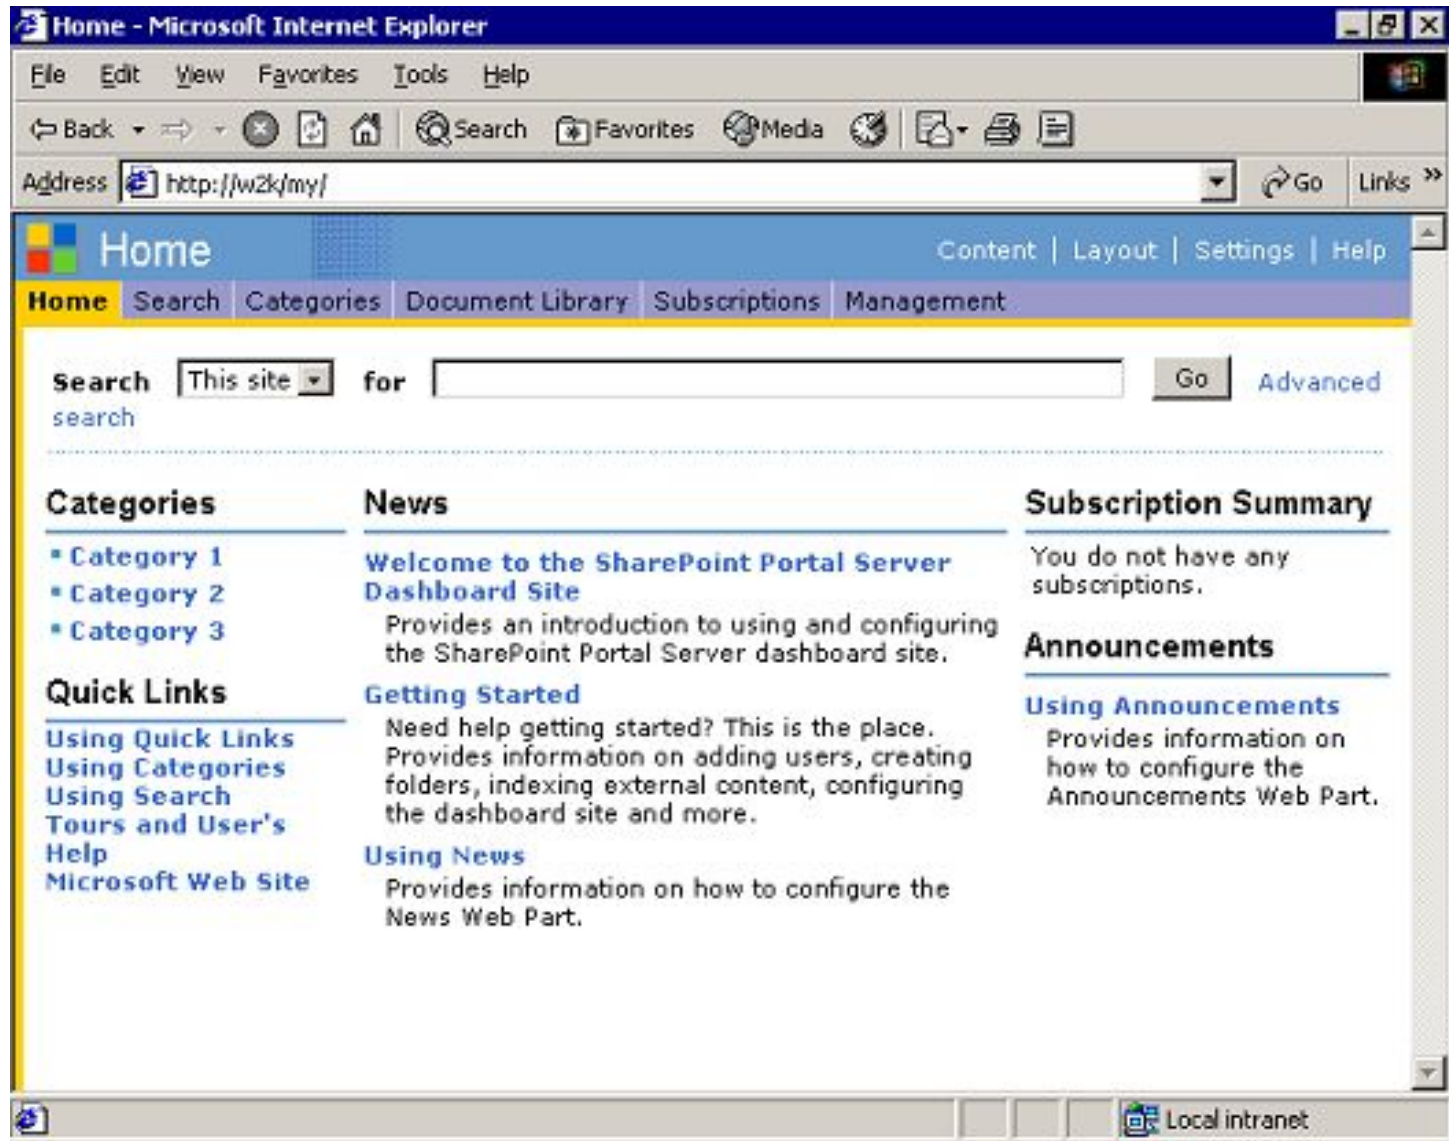 Home - Microsoft Internet Explorer
File Edit View Favorites Tools Help
Back Search Favorites Media
Address http://w2k/my/ Go Links »
Home Content | Layout | Settings | Help
Home Search Categories Document Library Subscriptions Management
Search This site for Go Advanced
search
Categories
Category 1
Category 2
Category 3
Quick Links
Using Quick Links
Using Categories
Using Search
Tours and User's
Help
Microsoft Web Site
News
Welcome to the SharePoint Portal Server
Dashboard Site
Provides an introduction to using and configuring
the SharePoint Portal Server dashboard site.
Getting Started
Need help getting started? This is the place.
Provides information on adding users, creating
folders, indexing external content, configuring
the dashboard site and more.
Using News
Provides information on how to configure the
News Web Part.
Subscription Summary
You do not have any
subscriptions.
Announcements
Using Announcements
Provides information on
how to configure the
Announcements Web Part.
Local intranet